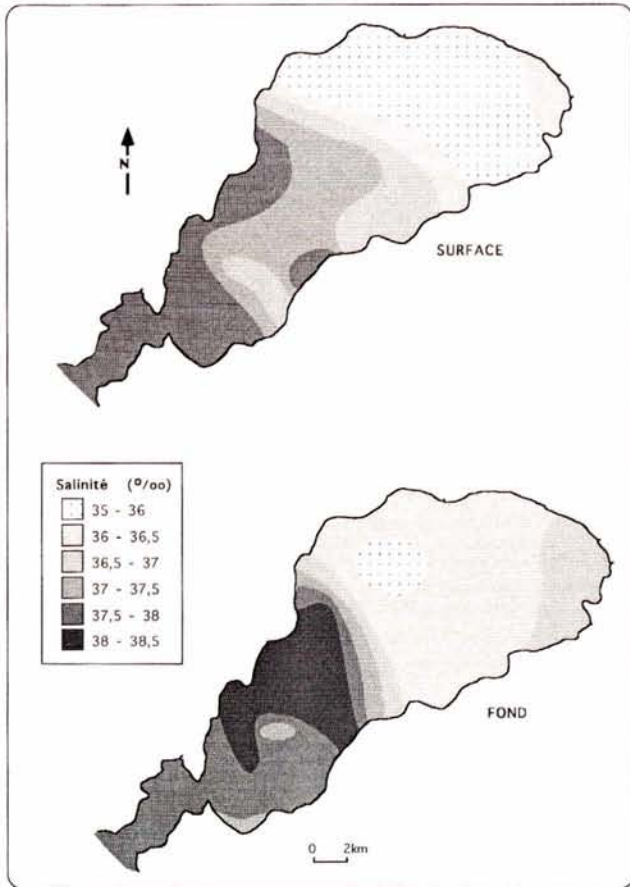 N
SURFACE
Salinité (º/oo)
35 - 36
36 - 36,5
36,5 - 37
37 - 37,5
37,5 - 38
38 - 38,5
FOND
0 2km